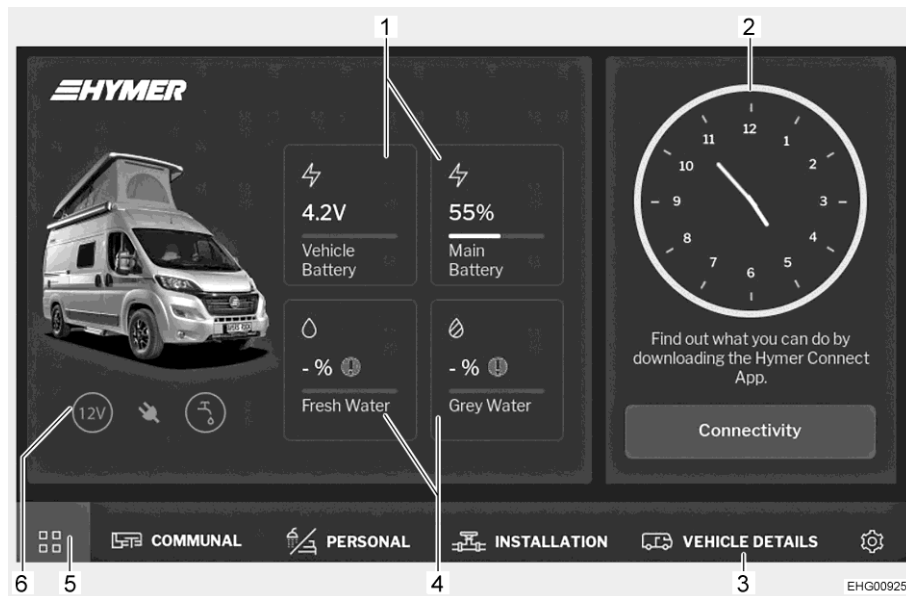 1
2
HYMER
12
11
1
10
2
9
3
8
4
7
5
6
4.2V
55%
Vehicle
Battery
Main
Battery
Find out what you can do by
downloading the Hymer Connect
App.
- %
- %
Fresh Water
Grey Water
12V
Connectivity
COMMUNAL
PERSONAL
INSTALLATION
VEHICLE DETAILS
6
5
4
3
EHG00925